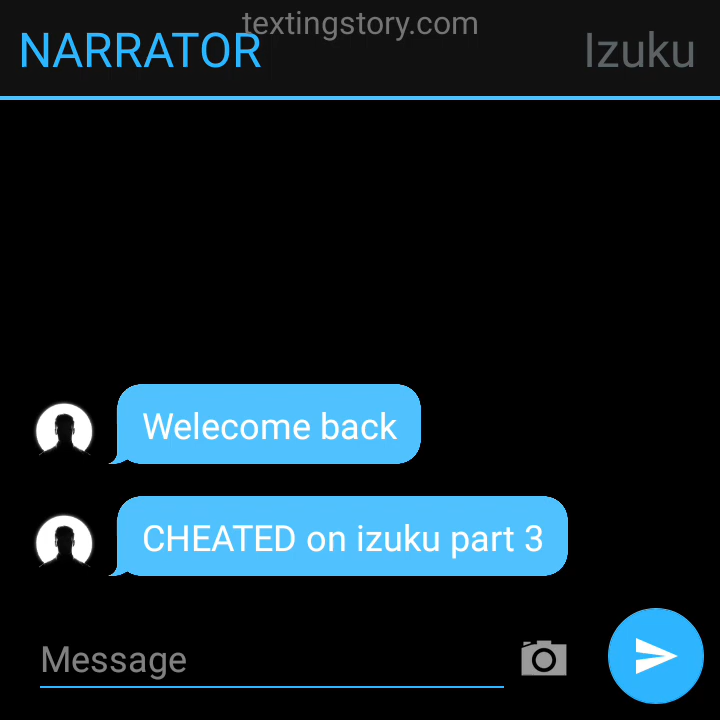 textingstory.com
NARRATOR Izuku
Welecome back
CHEATED on izuku part 3
Message